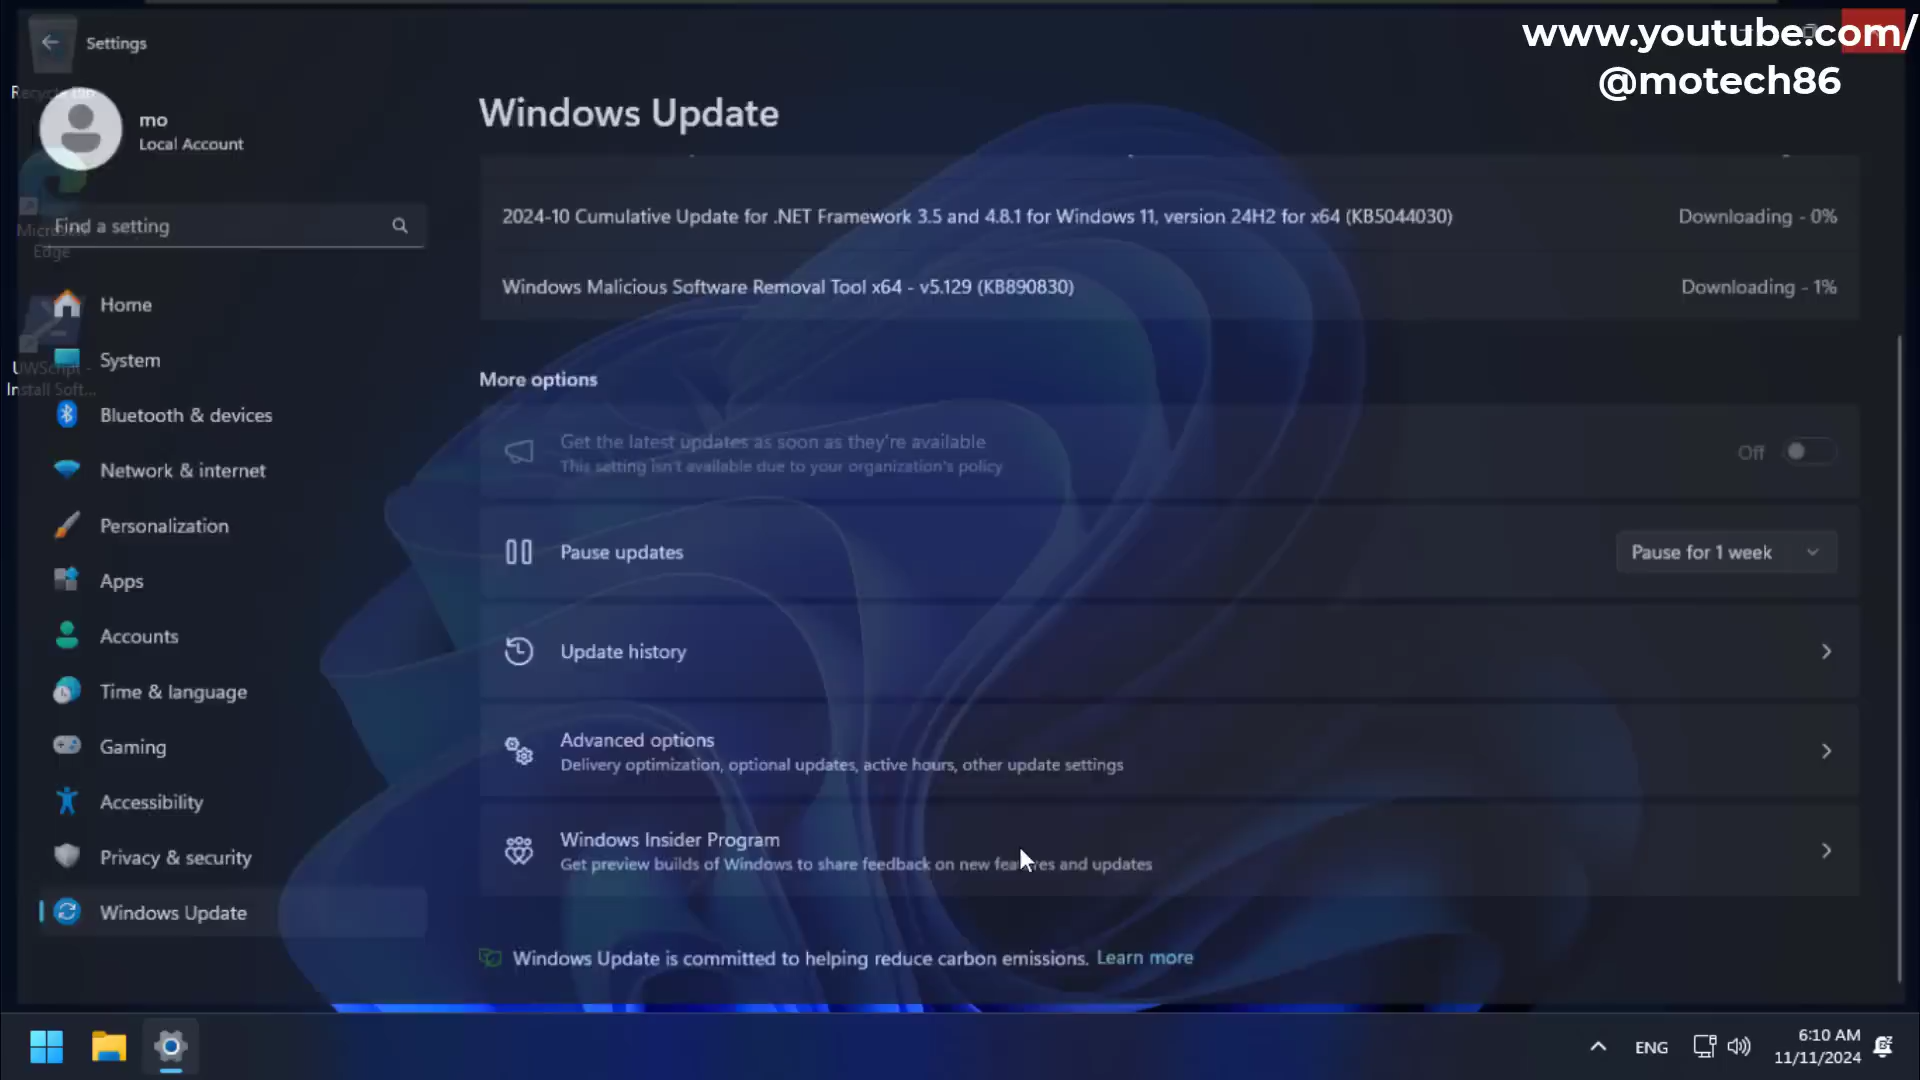 www.youtube.com/
@motech86
Settings
Recycle Bin
mo
Local Account
Find a setting
Microsoft
Edge
Home
System
UWScript -
Install Soft...
Bluetooth & devices
Network & internet
Personalization
Apps
Accounts
Time & language
Gaming
Accessibility
Privacy & security
Windows Update
Windows Update
2024-10 Cumulative Update for .NET Framework 3.5 and 4.8.1 for Windows 11, version 24H2 for x64 (KB5044030)
Downloading - 0%
Windows Malicious Software Removal Tool x64 - v5.129 (KB890830)
Downloading - 1%
More options
Get the latest updates as soon as they're available
This setting isn't available due to your organization's policy
Off
Pause updates
Pause for 1 week
Update history
Advanced options
Delivery optimization, optional updates, active hours, other update settings
Windows Insider Program
Get preview builds of Windows to share feedback on new features and updates
Windows Update is committed to helping reduce carbon emissions. Learn more
ENG
6:10 AM
11/11/2024